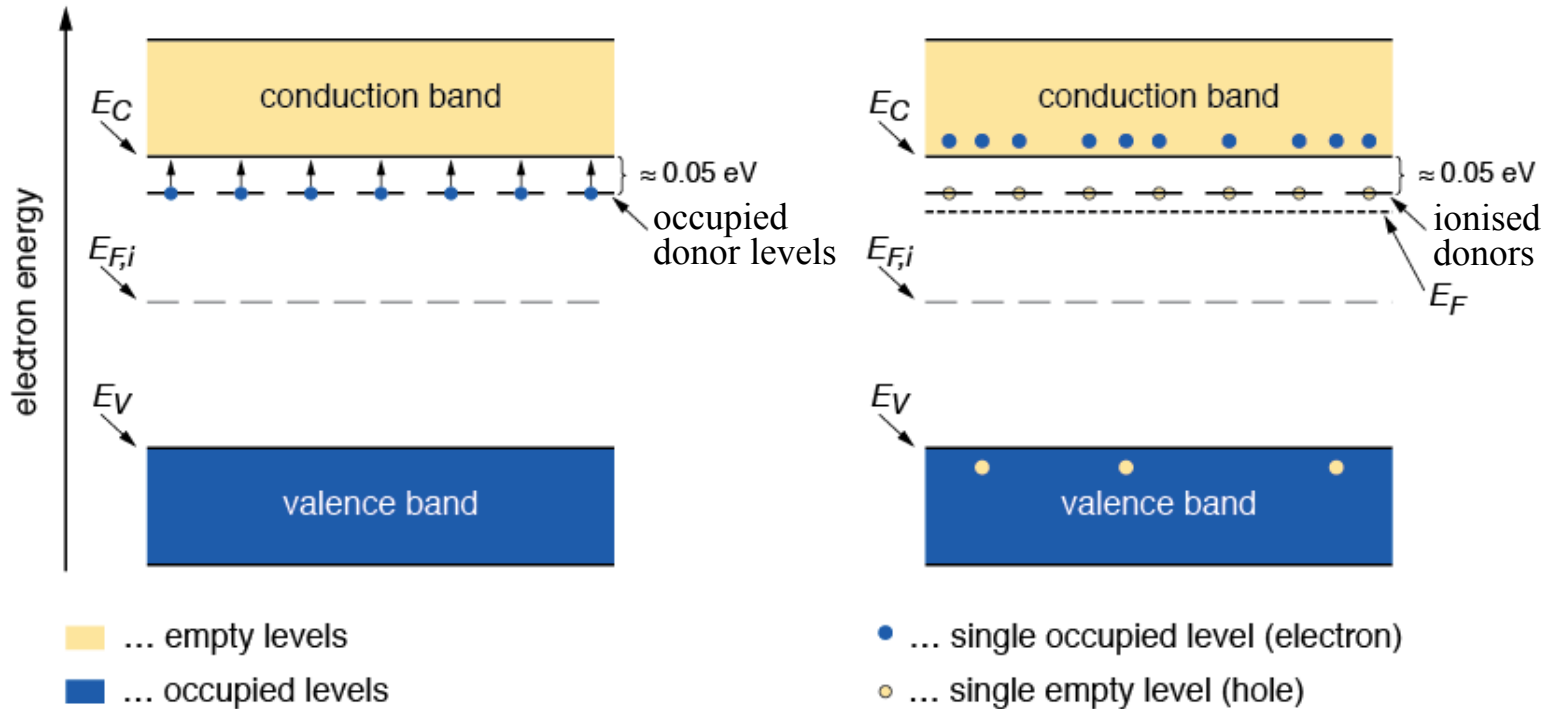 electron energy
conduction band
E_C
≈ 0.05 eV
occupied
donor levels
E_F,i
E_V
valence band
conduction band
E_C
≈ 0.05 eV
ionised
donors
E_F
E_F,i
E_V
valence band
... empty levels
... occupied levels
... single occupied level (electron)
... single empty level (hole)